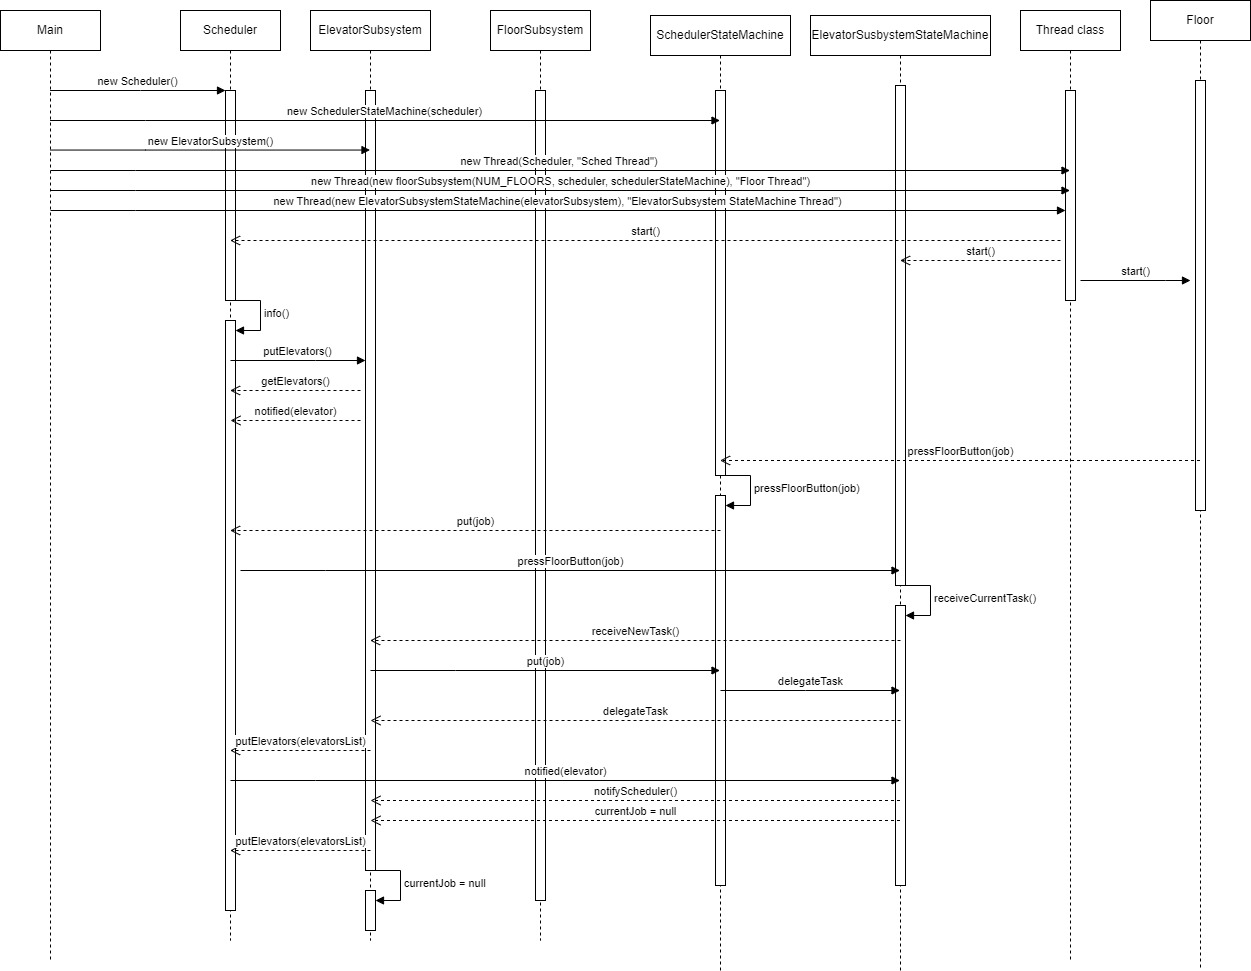 Main
Scheduler
ElevatorSubsystem
FloorSubsystem
SchedulerStateMachine
ElevatorSusbystemStateMachine
Thread class
Floor
new Scheduler()
new SchedulerStateMachine(scheduler)
new ElevatorSubsystem()
new Thread(Scheduler, "Sched Thread")
new Thread(new floorSubsystem(NUM_FLOORS, scheduler, schedulerStateMachine), "Floor Thread")
new Thread(new ElevatorSubsystemStateMachine(elevatorSubsystem), "ElevatorSubsystem StateMachine Thread")
start()
start()
start()
info()
putElevators()
getElevators()
notified(elevator)
pressFloorButton(job)
pressFloorButton(job)
put(job)
pressFloorButton(job)
receiveCurrentTask()
receiveNewTask()
put(job)
delegateTask
delegateTask
putElevators(elevatorsList)
notified(elevator)
notifyScheduler()
currentJob = null
putElevators(elevatorsList)
currentJob = null